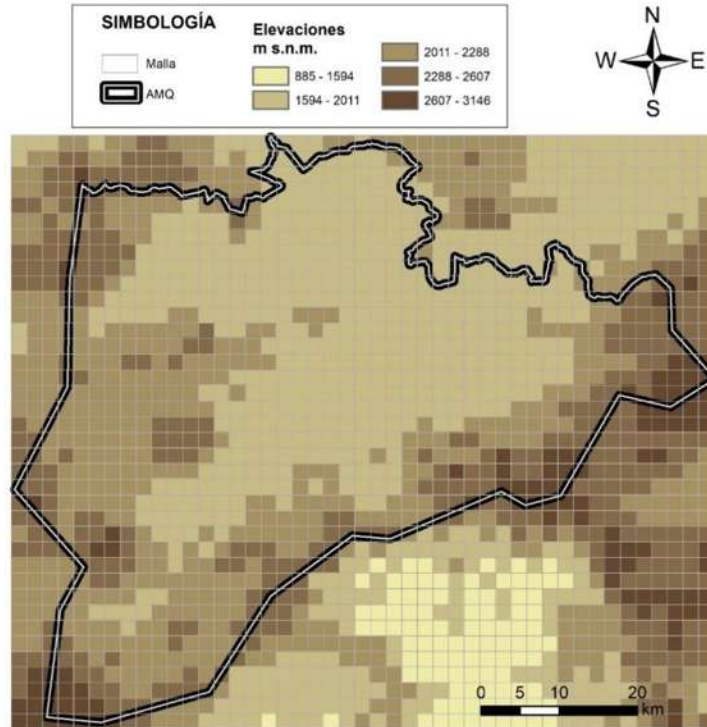 SIMBOLOGÍA
Malla
AMQ
Elevaciones
m s.n.m.
885 - 1594
1594 - 2011
2011 - 2288
2288 - 2607
2607 - 3146
N
W E
S
0 5 10 20
km